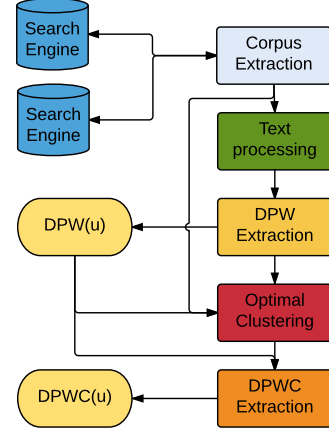 Search
Engine
Corpus
Extraction
Search
Engine
Text
processing
DPW(u)
DPW
Extraction
Optimal
Clustering
DPWC(u)
DPWC
Extraction